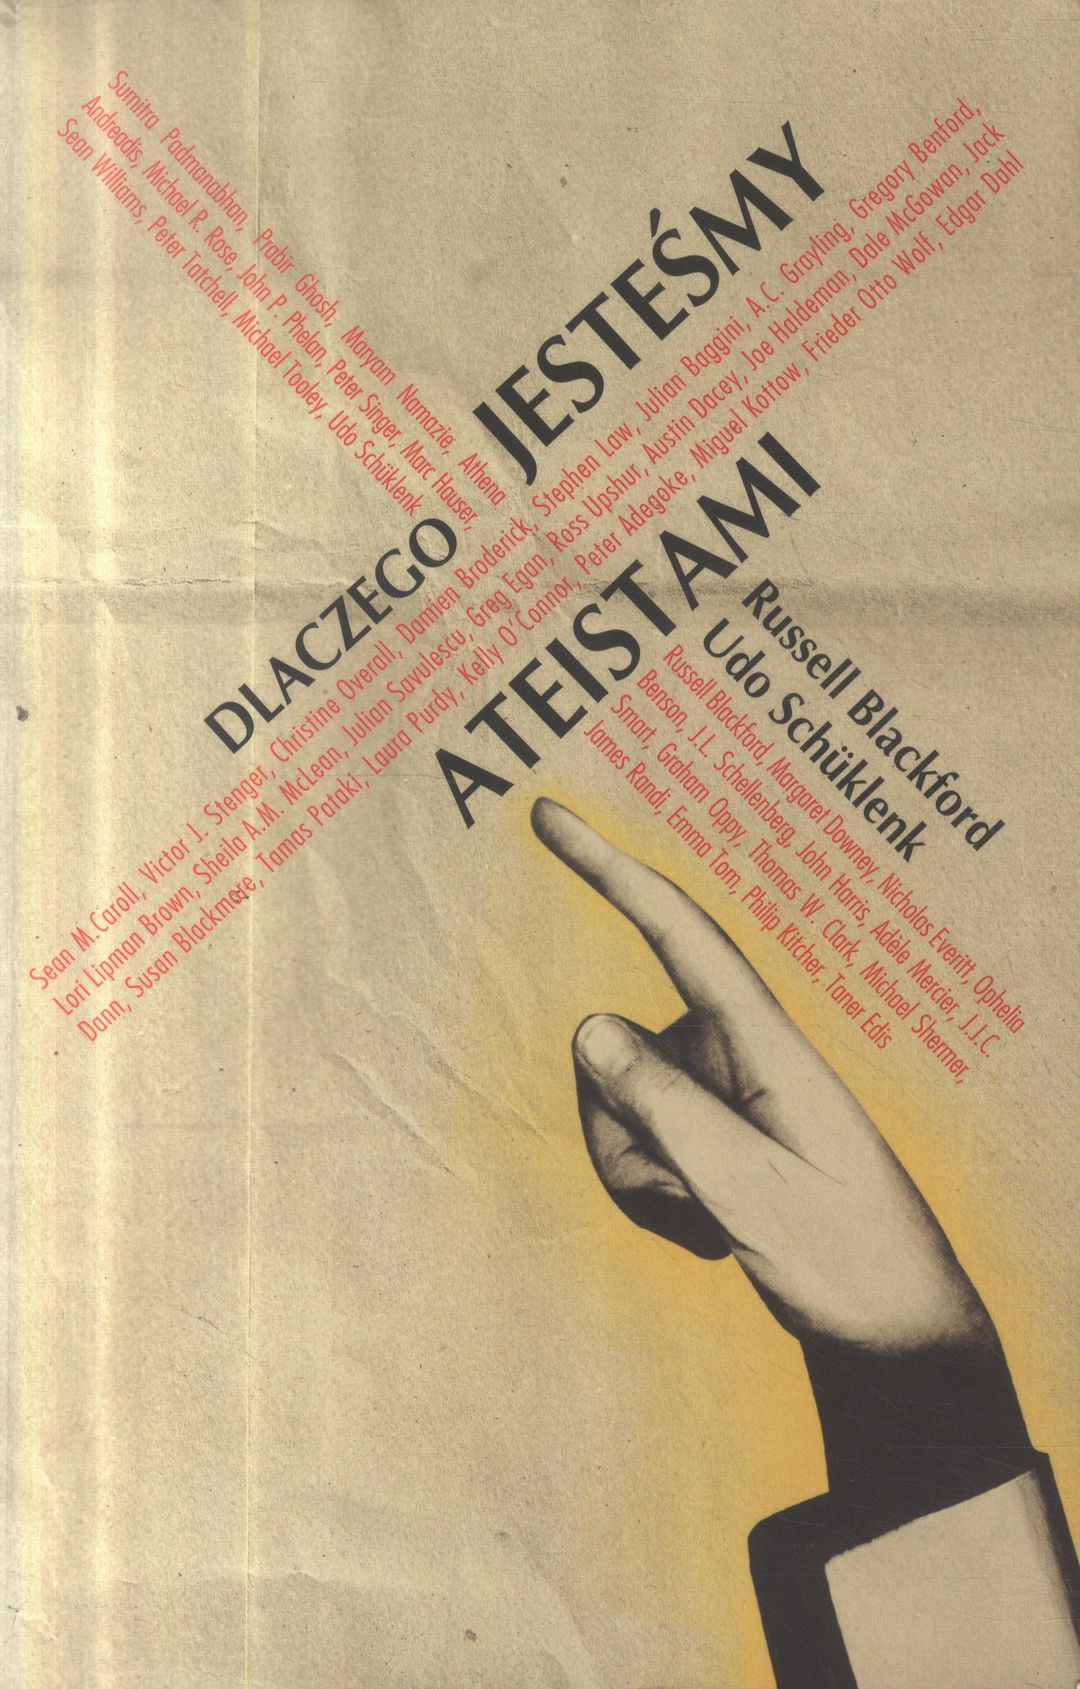 Sumitra Padmanabhan, Prabir Ghosh, Maryam Namazie, Athena
Andreadis, Michael R. Rose, John P. Phelan, Peter Singer, Marc Hauser,
Sean Williams, Peter Tatchell, Michael Tooley, Udo Schüklenk
DLACZEGO
JESTEŚMY
Sean M. Caroll, Victor J. Stenger, Christine Overall, Damien Broderick, Stephen Law, Julian Baggini, A.C. Grayling, Gregory Benford,
Lori Lipman Brown, Sheila A.M. McLean, Julian Savulescu, Greg Egan, Ross Upshur, Austin Dacey, Joe Haldeman, Dale McGowan, Jack
Dann, Susan Blackmore, Tamas Pataki, Laura Purdy, Kelly O'Connor, Peter Adegoke, Miguel Kottow, Frieder Otto Wolf, Edgar Dahl
ATEISTAMI
Russell Blackford
Udo Schüklenk
Russell Blackford, Margaret Downey, Nicholas Everitt, Ophelia
Benson, J.L. Schellenberg, John Harris, Adèle Mercier, J.J.C.
Smart, Graham Oppy, Thomas W. Clark, Michael Shermer,
James Randi, Emma Tom, Philip Kitcher, Taner Edis